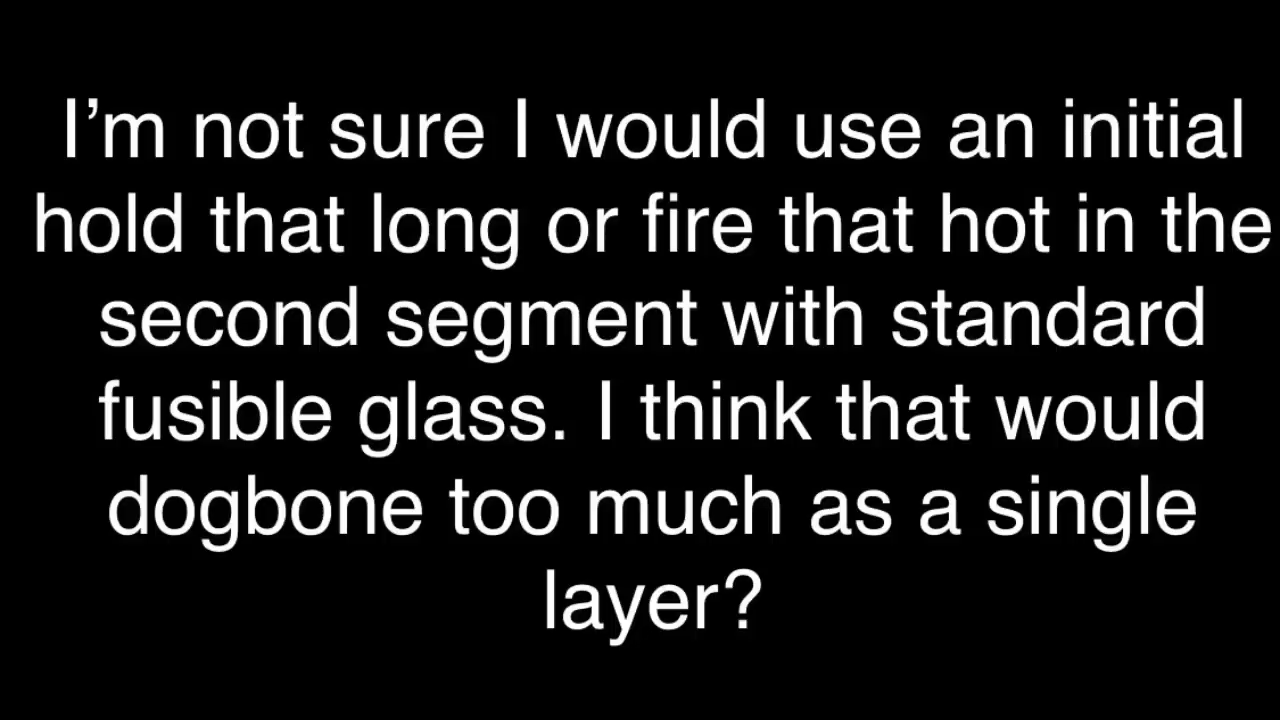 I’m not sure I would use an initial
hold that long or fire that hot in the
second segment with standard
fusible glass. I think that would
dogbone too much as a single
layer?